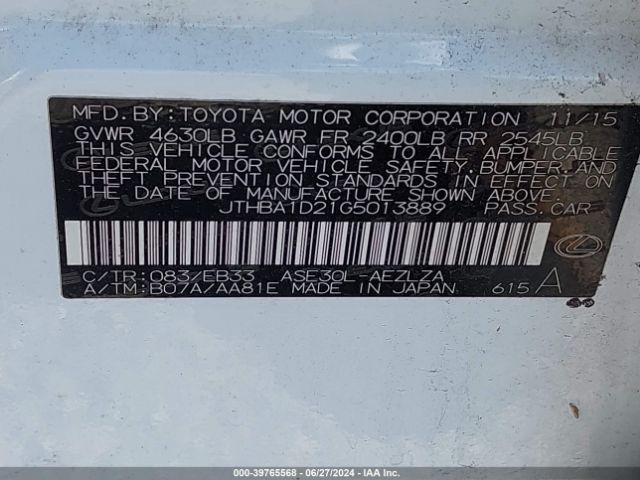 MFD. BY: TOYOTA MOTOR CORPORATION 11/15
GVWR 4630LB GAWR FR 2400LB RR 2545LB
THIS VEHICLE CONFORMS TO ALL APPLICABLE
FEDERAL MOTOR VEHICLE SAFETY, BUMPER, AND
THEFT PREVENTION STANDARDS IN EFFECT ON
THE DATE OF MANUFACTURE SHOWN ABOVE.
JTHBA1D21G5013889 PASS. CAR
C/TR: 083/EB33 ASE30L-AEZLZA
A/TM: B07A/AA81E MADE IN JAPAN 615 A
000-39765568 | 06/27/2024 | IAA Inc.